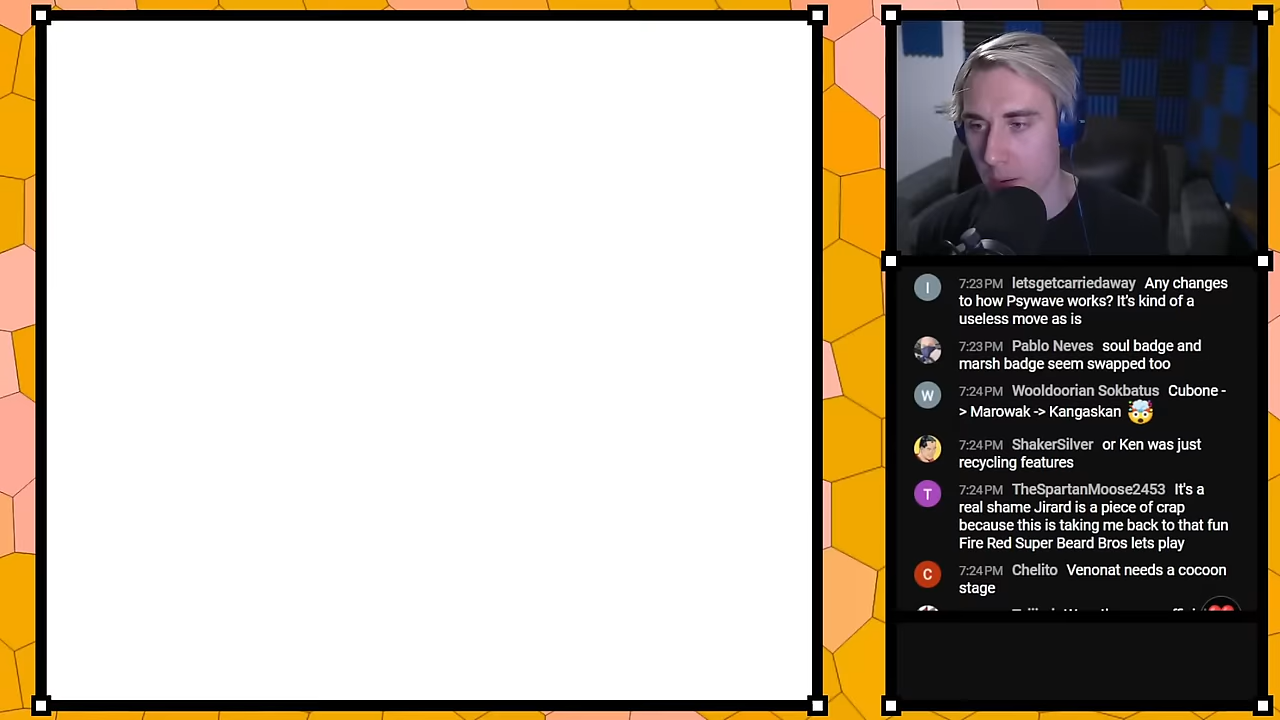 I
7:23 PM letsgetcarriedaway Any changes
to how Psywave works? It's kind of a
useless move as is
7:23 PM Pablo Neves soul badge and
marsh badge seem swapped too
W
7:24 PM Wooldoorian Sokbatus Cubone -
> Marowak -> Kangaskan 🤯
7:24 PM ShakerSilver or Ken was just
recycling features
T
7:24 PM TheSpartanMoose2453 It's a
real shame Jirard is a piece of crap
because this is taking me back to that fun
Fire Red Super Beard Bros lets play
C
7:24 PM Chelito Venonat needs a cocoon
stage